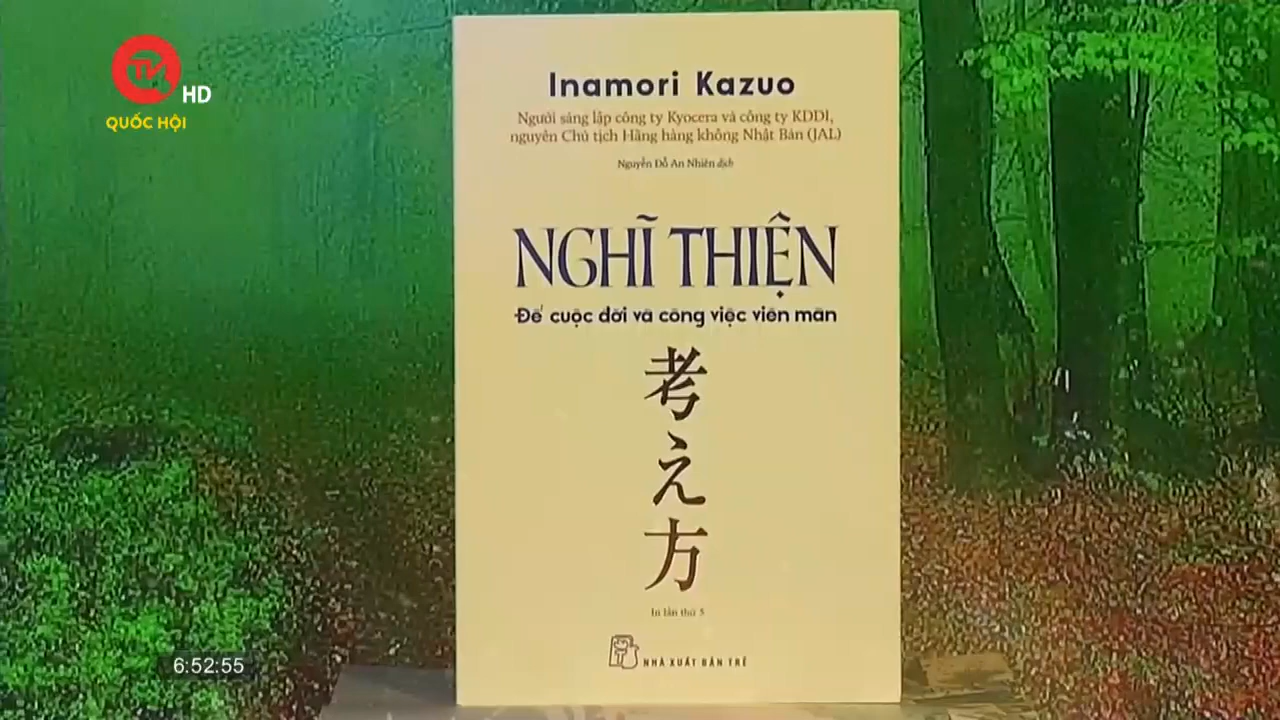 HD
QUỐC HỘI
Inamori Kazuo
Người sáng lập công ty Kyocera và công ty KDDI,
nguyên Chủ tịch Hãng hàng không Nhật Bản (JAL)
Nguyễn Đỗ An Nhiên dịch
NGHĨ THIỆN
Để cuộc đời và công việc viên mãn
考え方
In lần thứ 5
NHÀ XUẤT BẢN TRẺ
6:52:55